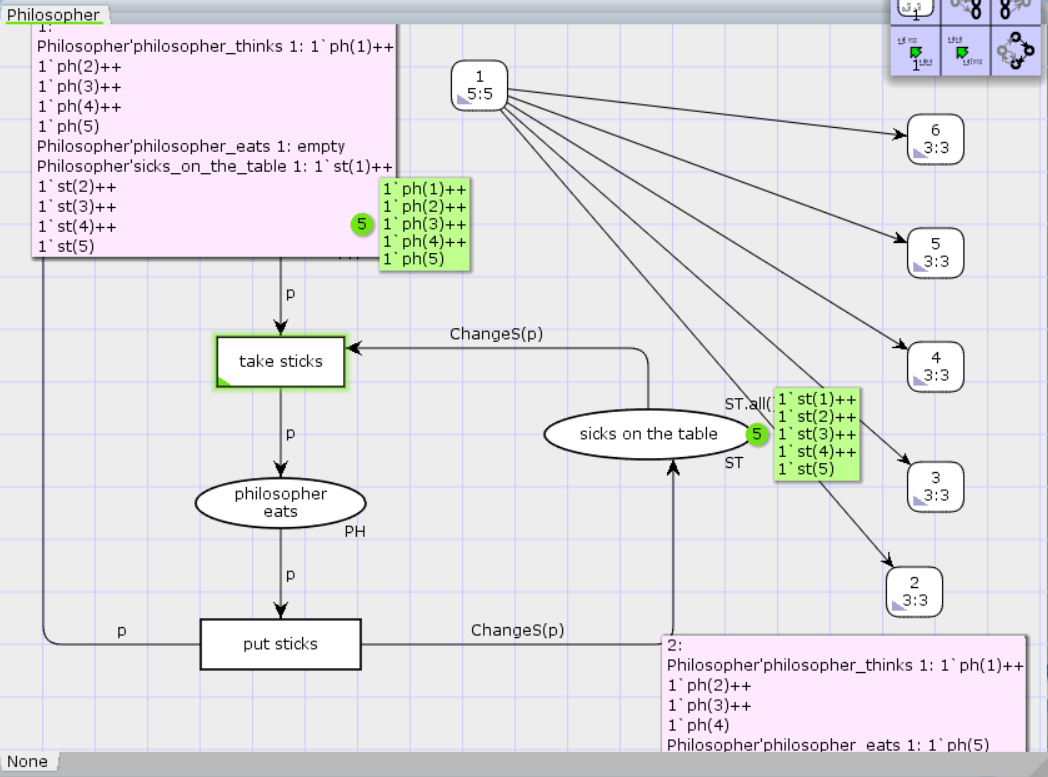 Philosopher
1:
Philosopher'philosopher_thinks 1: 1`ph(1)++
1`ph(2)++
1`ph(3)++
1`ph(4)++
1`ph(5)
Philosopher'philosopher_eats 1: empty
Philosopher'sicks_on_the_table 1: 1`st(1)++
1`st(2)++
1`st(3)++
1`st(4)++
1`st(5)
5
1`ph(1)++
1`ph(2)++
1`ph(3)++
1`ph(4)++
1`ph(5)
1
5:5
6
3:3
5
3:3
4
3:3
3
3:3
2
3:3
1
1
p
take sticks
ChangeS(p)
p
philosopher
eats
PH
p
put sticks
p
ChangeS(p)
ST.all(
sicks on the table
5
ST
1`st(1)++
1`st(2)++
1`st(3)++
1`st(4)++
1`st(5)
2:
Philosopher'philosopher_thinks 1: 1`ph(1)++
1`ph(2)++
1`ph(3)++
1`ph(4)
Philosopher'philosopher_eats 1: 1`ph(5)
None